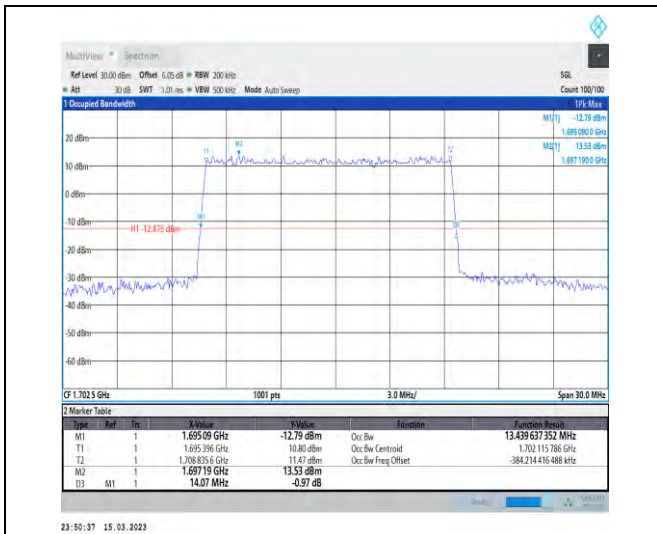 MultiView Spectrum
Ref Level 30.00 dBm Offset 6.05 dB RBW 200 kHz SGL
Att 30 dB SWT 1.01 ms VBW 500 kHz Mode Auto Sweep Count 100/100
1 Occupied Bandwidth 1Pk Max
M1[1] -12.79 dBm
1.695 090 0 GHz
M2[1] 13.53 dBm
1.697 190 0 GHz
20 dBm
T1 M2 T2
10 dBm
0 dBm
-10 dBm
M1 D3
H1 -12.475 dBm
-20 dBm
-30 dBm
-40 dBm
-50 dBm
-60 dBm
CF 1.702 5 GHz 1001 pts 3.0 MHz/ Span 30.0 MHz
2 Marker Table
Type Ref Trc X-Value Y-Value Function Function Result
M1 1 1.695 09 GHz -12.79 dBm Occ Bw 13.439 637 352 MHz
T1 1 1.695 396 GHz 10.80 dBm Occ Bw Centroid 1.702 115 786 GHz
T2 1 1.708 835 6 GHz 11.47 dBm Occ Bw Freq Offset -384.214 416 488 kHz
M2 1 1.697 19 GHz 13.53 dBm
D3 M1 1 14.07 MHz -0.97 dB
23:50:37 15.03.2023